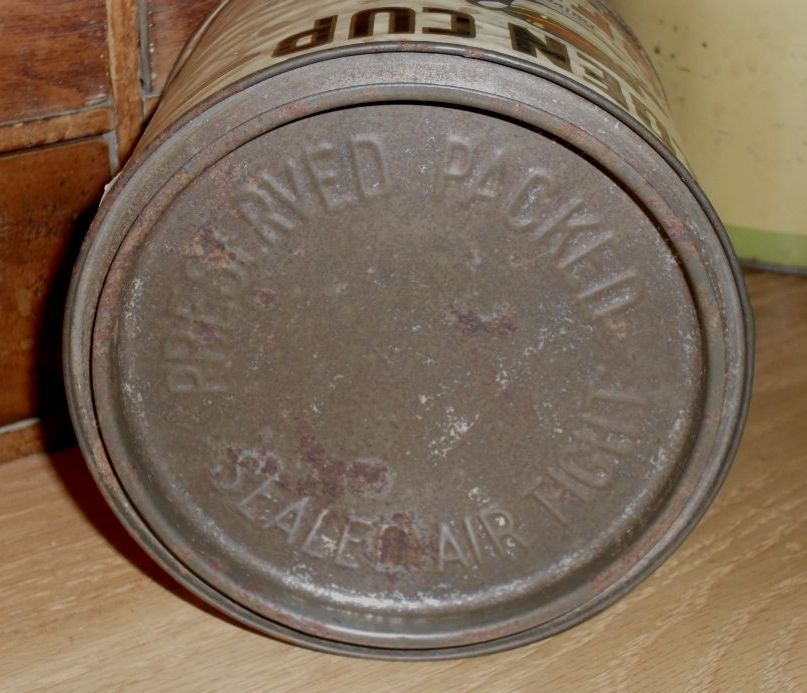 PRESERVED PACKED
SEALED AIR TIGHT
CUP